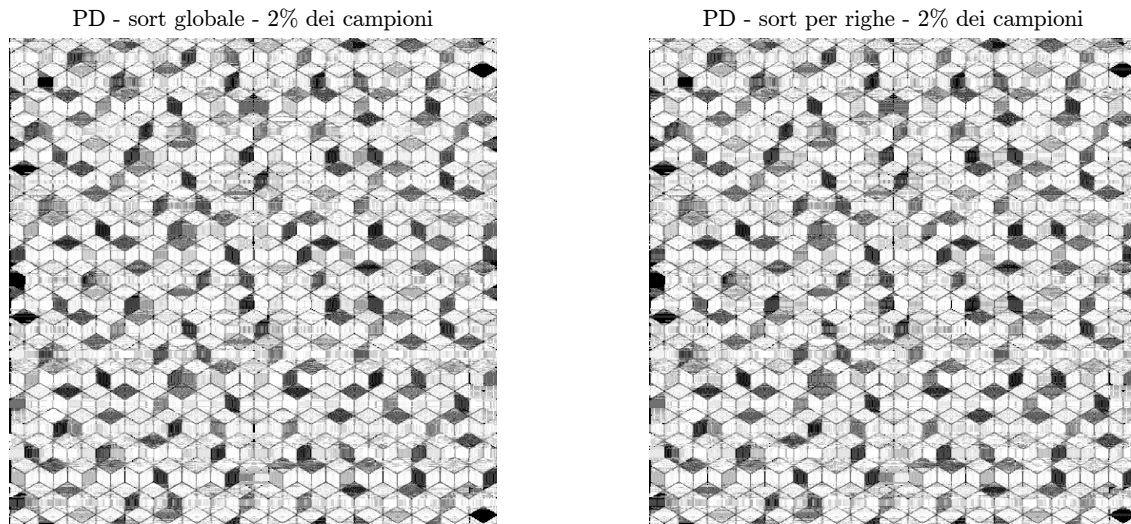 PD - sort globale - 2% dei campioni
PD - sort per righe - 2% dei campioni